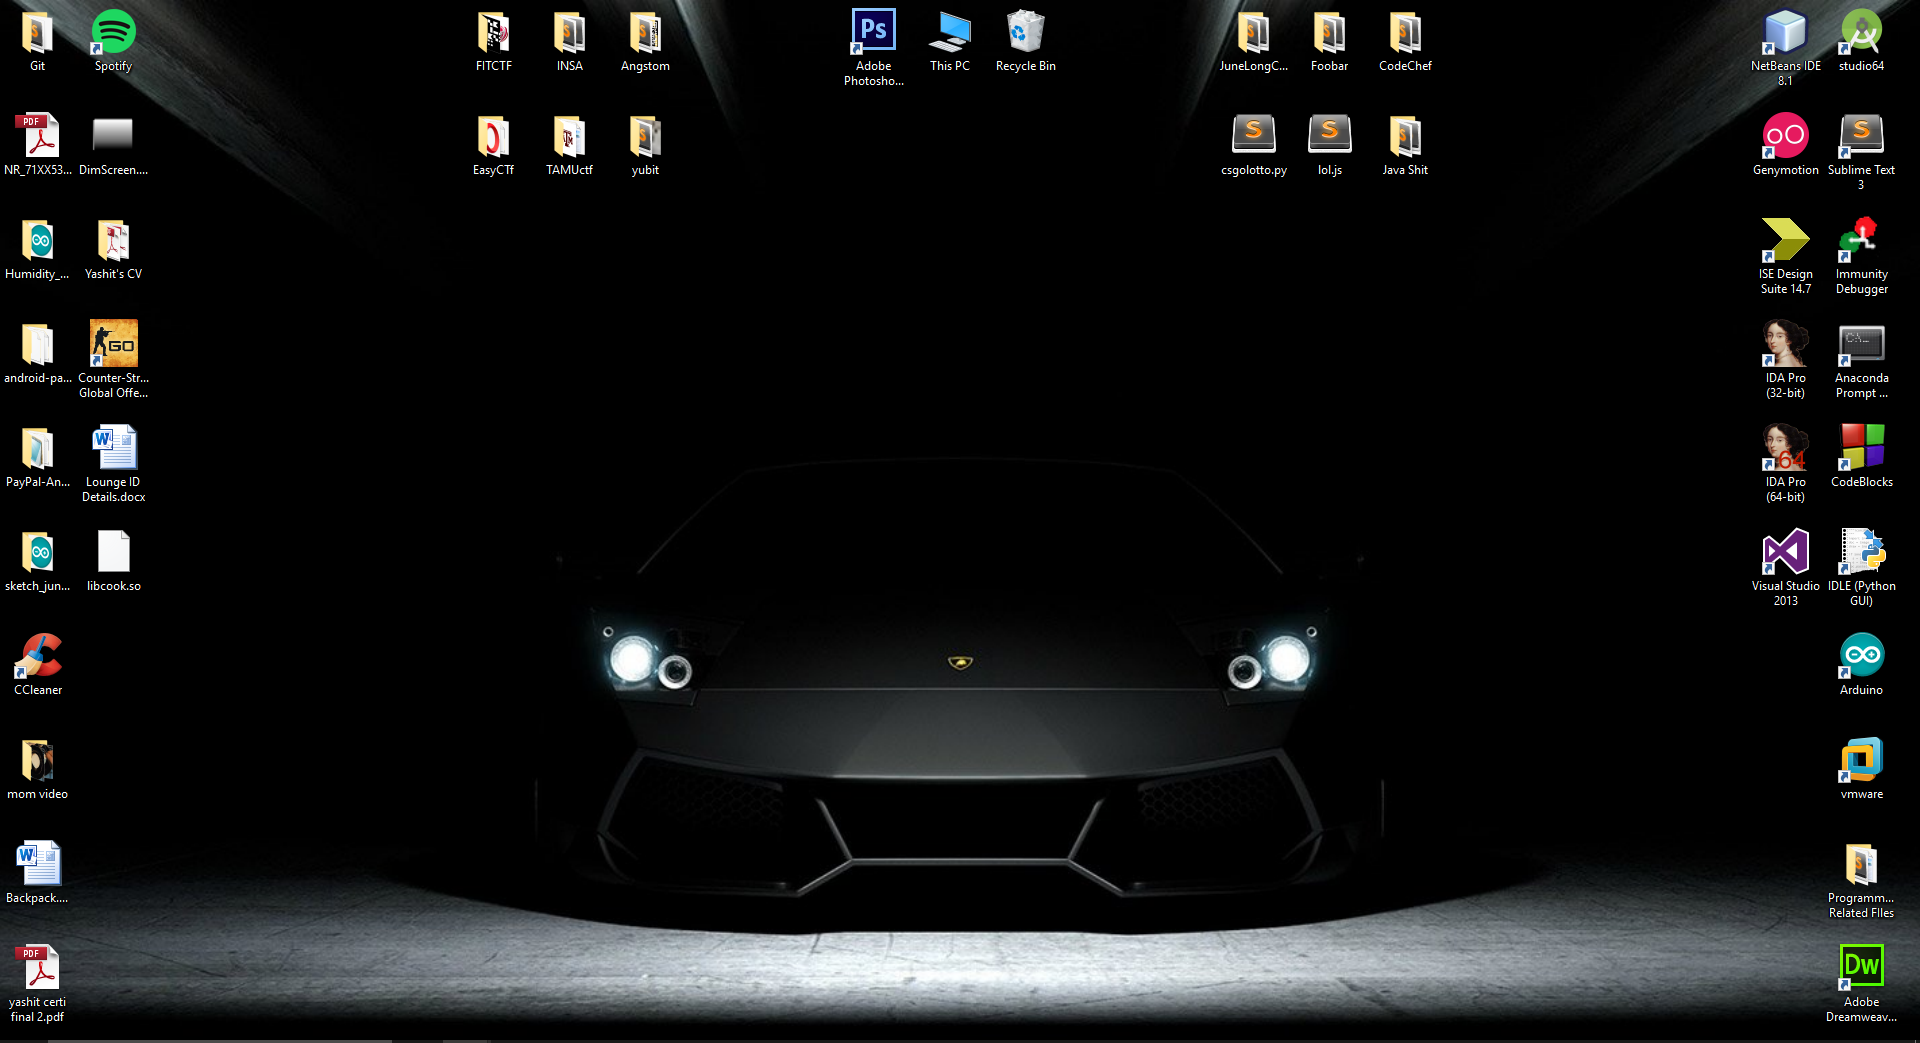 Git
Spotify
FITCTF
INSA
Angstom
Ps
Adobe
Photosho...
This PC
Recycle Bin
JuneLongC...
Foobar
CodeChef
NetBeans IDE
8.1
studio64
PDF
NR_71XX53...
DimScreen....
EasyCTf
TAMUctf
yubit
csgolotto.py
lol.js
Java Shit
Genymotion
Sublime Text
3
Humidity_...
Yashit's CV
ISE Design
Suite 14.7
Immunity
Debugger
android-pa...
GO
Counter-Str...
Global Offe...
IDA Pro
(32-bit)
C:\_
Anaconda
Prompt ...
PayPal-An...
W
Lounge ID
Details.docx
64
IDA Pro
(64-bit)
CodeBlocks
sketch_jun...
libcook.so
Visual Studio
2013
IDLE (Python
GUI)
CCleaner
Arduino
mom video
vmware
W
Backpack....
Programm...
Related FIles
PDF
yashit certi
final 2.pdf
Dw
Adobe
Dreamweav...